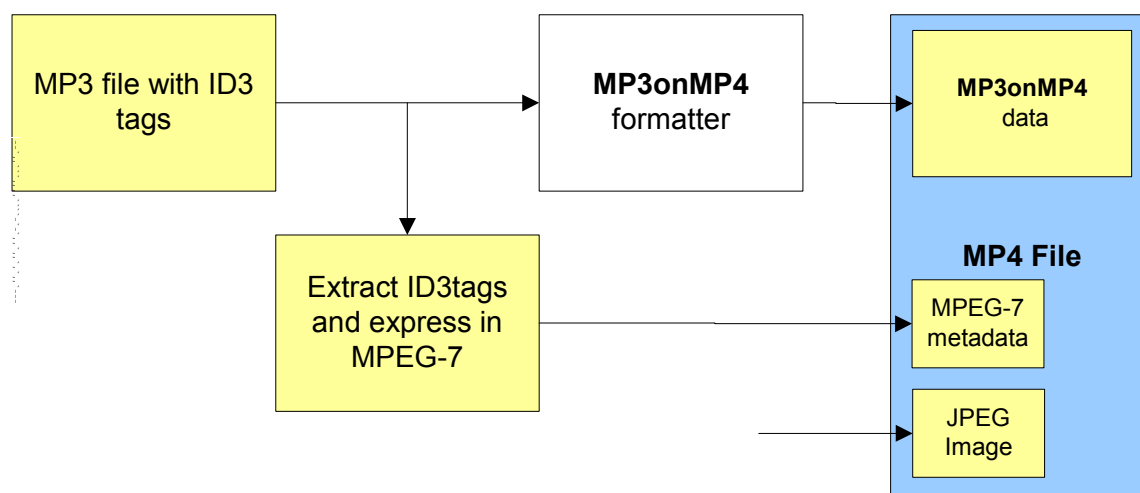 MP3 file with ID3
tags
MP3onMP4
formatter
MP3onMP4
data
Extract ID3tags
and express in
MPEG-7
MP4 File
MPEG-7
metadata
JPEG
Image